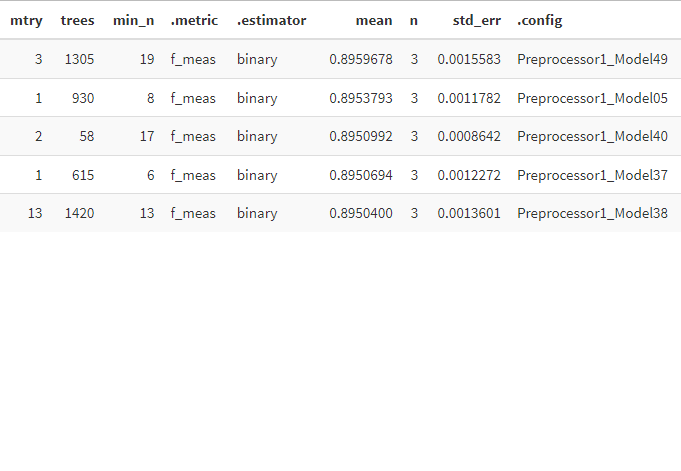 mtry trees min_n .metric .estimator mean n std_err .config
3 1305 19 f_meas binary 0.8959678 3 0.0015583 Preprocessor1_Model49
1 930 8 f_meas binary 0.8953793 3 0.0011782 Preprocessor1_Model05
2 58 17 f_meas binary 0.8950992 3 0.0008642 Preprocessor1_Model40
1 615 6 f_meas binary 0.8950694 3 0.0012272 Preprocessor1_Model37
13 1420 13 f_meas binary 0.8950400 3 0.0013601 Preprocessor1_Model38